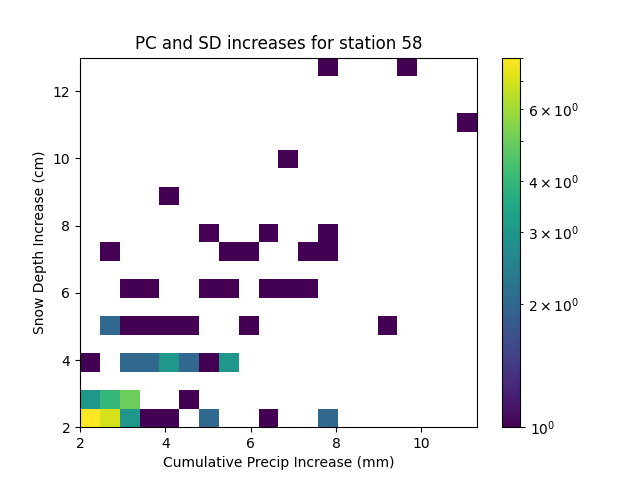 PC and SD increases for station 58
Snow Depth Increase (cm)
12
10
8
6
4
2
2 4 6 8 10
Cumulative Precip Increase (mm)
6 × 10⁰
4 × 10⁰
3 × 10⁰
2 × 10⁰
10⁰